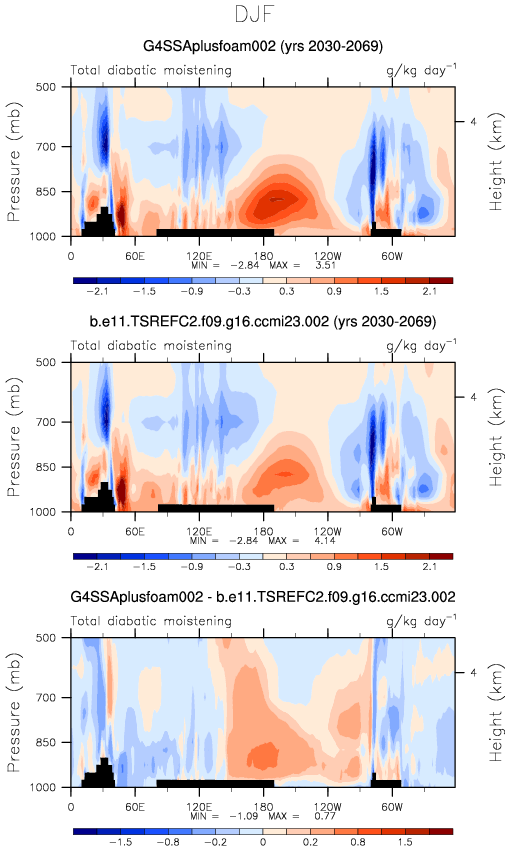 DJF
G4SSAplusfoam002 (yrs 2030-2069)
Total diabatic moistening g/kg day⁻¹
500
700
850
1000
Pressure (mb)
4
Height (km)
0 60E 120E 180 120W 60W
MIN = -2.84 MAX = 3.51
-2.1 -1.5 -0.9 -0.3 0.3 0.9 1.5 2.1
b.e11.TSREFC2.f09.g16.ccmi23.002 (yrs 2030-2069)
Total diabatic moistening g/kg day⁻¹
500
700
850
1000
Pressure (mb)
4
Height (km)
0 60E 120E 180 120W 60W
MIN = -2.84 MAX = 4.14
-2.1 -1.5 -0.9 -0.3 0.3 0.9 1.5 2.1
G4SSAplusfoam002 - b.e11.TSREFC2.f09.g16.ccmi23.002
Total diabatic moistening g/kg day⁻¹
500
700
850
1000
Pressure (mb)
4
Height (km)
0 60E 120E 180 120W 60W
MIN = -1.09 MAX = 0.77
-1.5 -0.8 -0.2 0 0.2 0.8 1.5